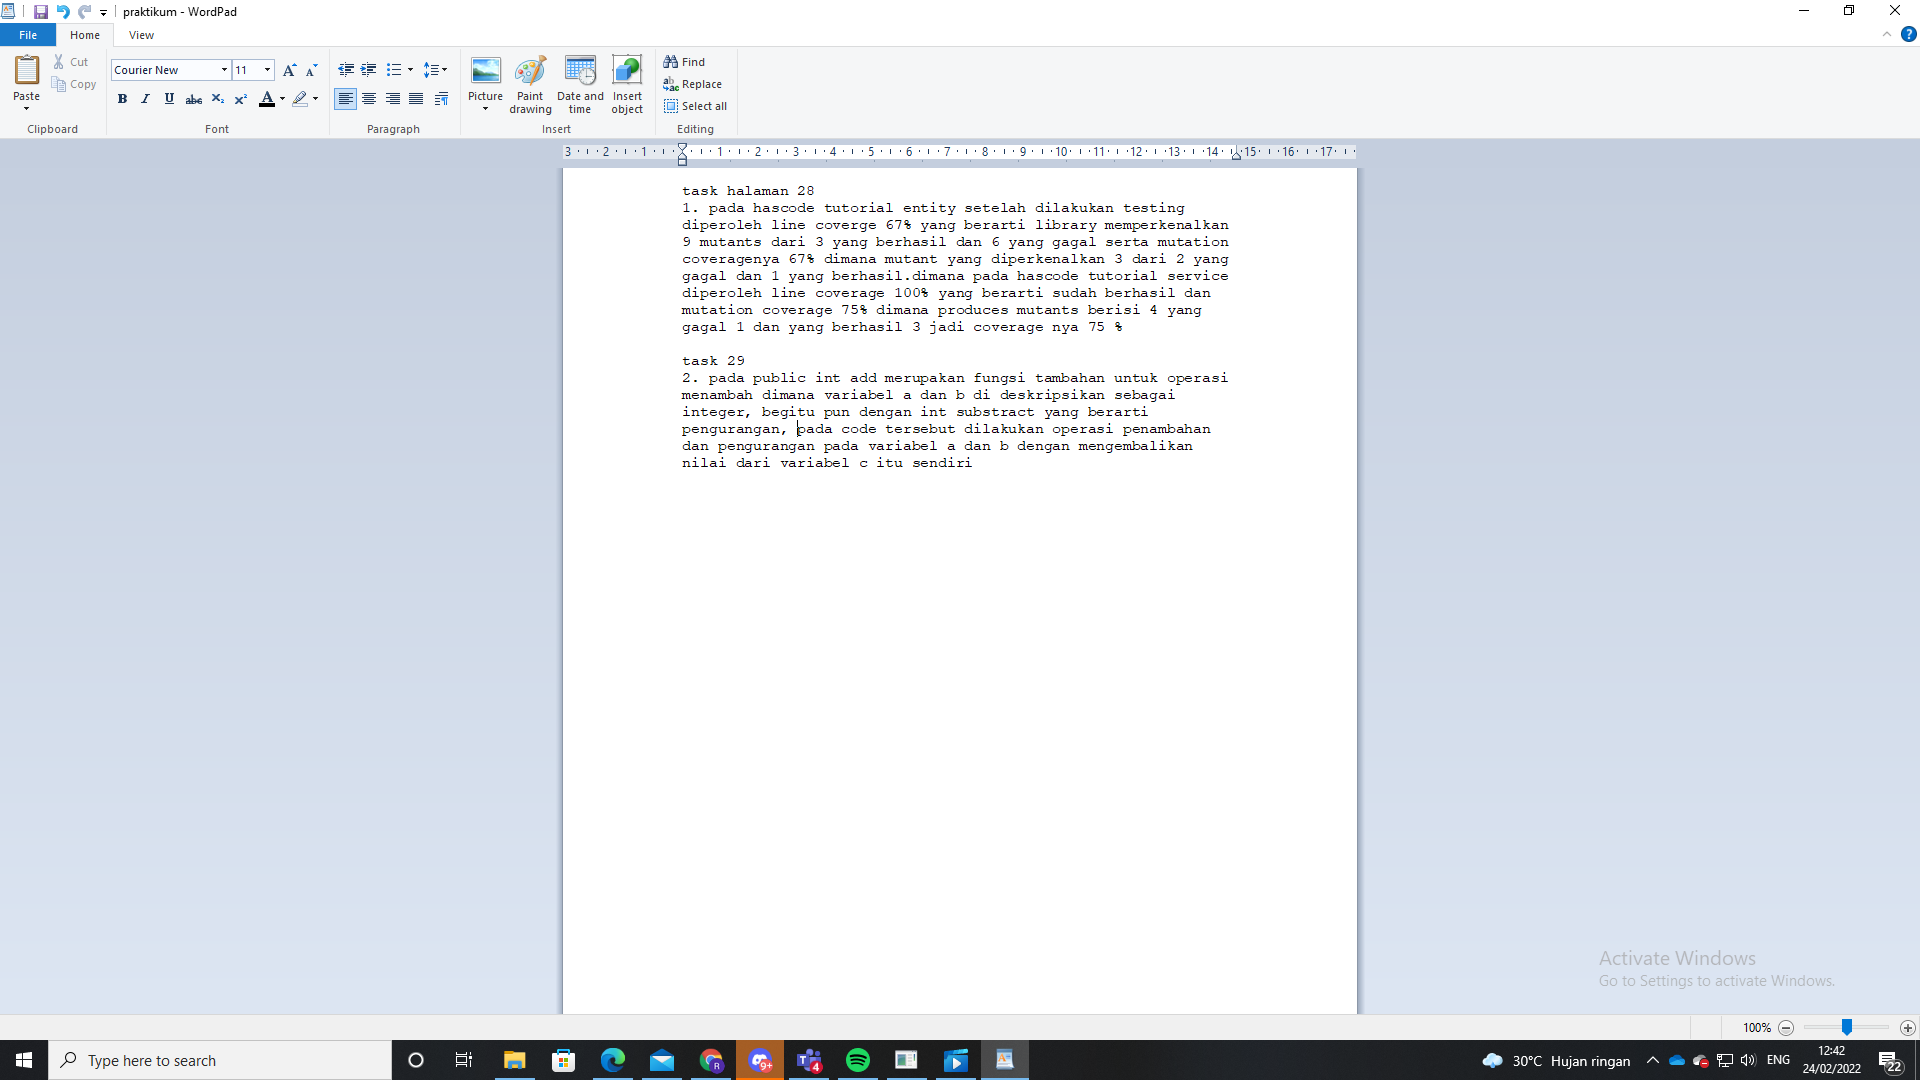 praktikum - WordPad
File Home View
Paste Cut Copy Clipboard
Courier New 11
B I U abc X₂ X² A
Font
Paragraph
Picture
Paint drawing
Date and time
Insert object
Insert
Find
Replace
Select all
Editing
3 2 1 1 2 3 4 5 6 7 8 9 10 11 12 13 14 15 16 17
task halaman 28
1. pada hascode tutorial entity setelah dilakukan testing
diperoleh line coverge 67% yang berarti library memperkenalkan
9 mutants dari 3 yang berhasil dan 6 yang gagal serta mutation
coveragenya 67% dimana mutant yang diperkenalkan 3 dari 2 yang
gagal dan 1 yang berhasil.dimana pada hascode tutorial service
diperoleh line coverage 100% yang berarti sudah berhasil dan
mutation coverage 75% dimana produces mutants berisi 4 yang
gagal 1 dan yang berhasil 3 jadi coverage nya 75 %
task 29
2. pada public int add merupakan fungsi tambahan untuk operasi
menambah dimana variabel a dan b di deskripsikan sebagai
integer, begitu pun dengan int substract yang berarti
pengurangan, pada code tersebut dilakukan operasi penambahan
dan pengurangan pada variabel a dan b dengan mengembalikan
nilai dari variabel c itu sendiri
Activate Windows
Go to Settings to activate Windows.
100%
Type here to search
R
9+
4
30°C Hujan ringan
ENG
12:42
24/02/2022
22